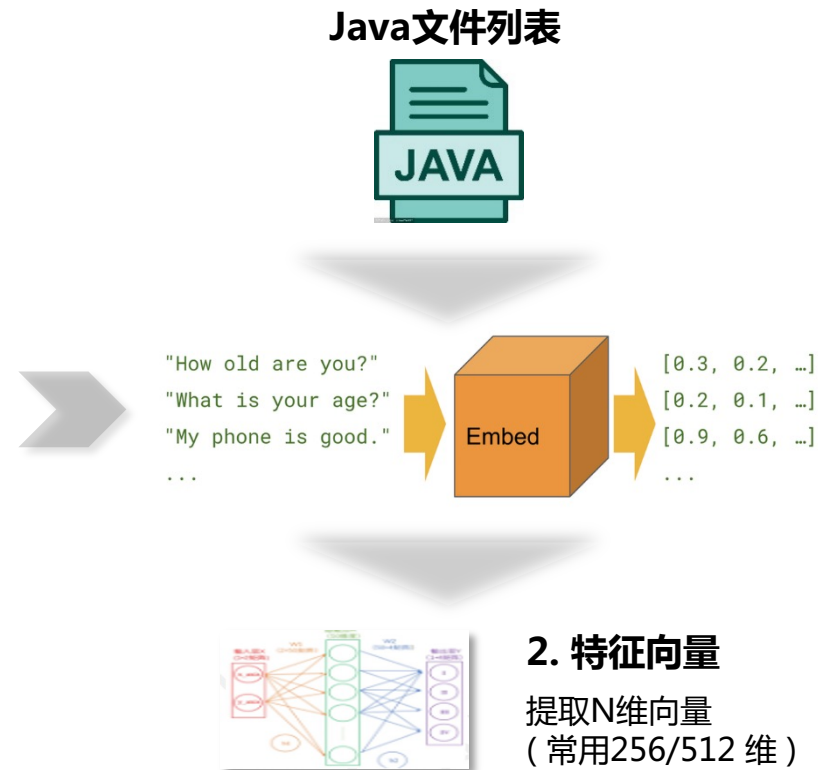 Java文件列表
JAVA
"How old are you?"
[0.3, 0.2, …]
"What is your age?"
[0.2, 0.1, …]
"My phone is good."
Embed
[0.9, 0.6, …]
...
...
2. 特征向量
提取N维向量
( 常用256/512 维 )